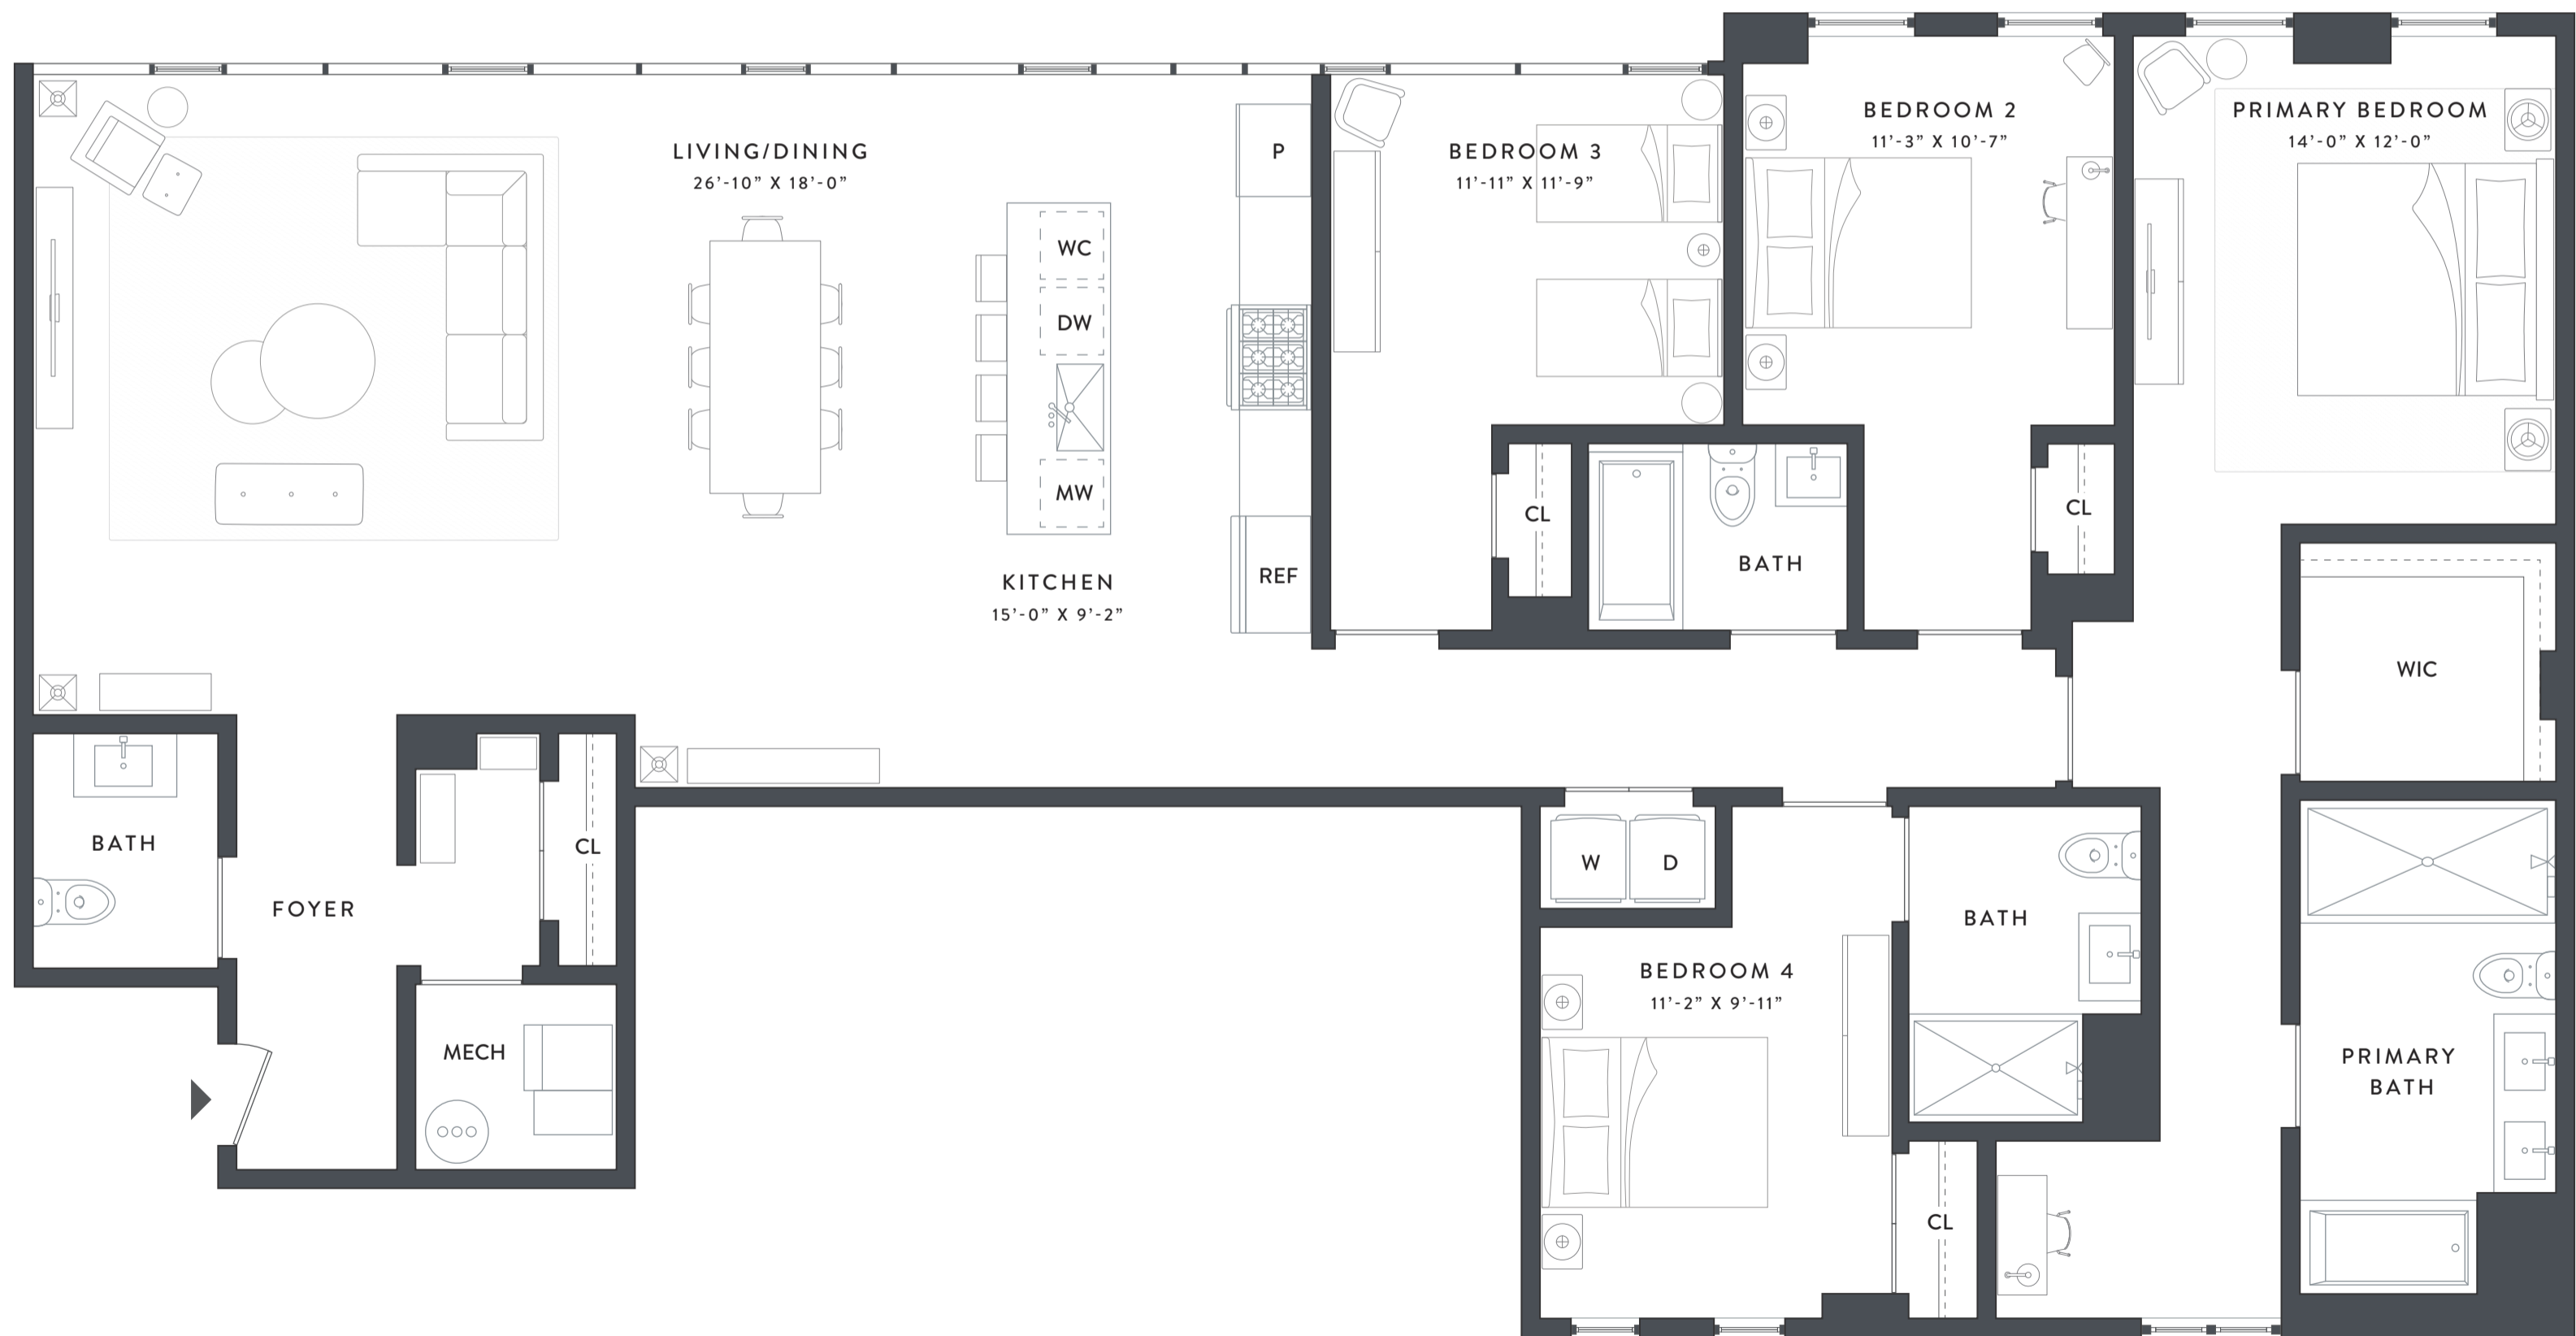 LIVING/DINING
26'-10” X 18'-0”
P
WC
DW
MW
KITCHEN
15'-0” X 9'-2”
REF
BEDROOM 3
11'-11” X 11'-9”
CL
BATH
BEDROOM 2
11'-3” X 10'-7”
CL
PRIMARY BEDROOM
14'-0” X 12'-0”
WIC
BATH
FOYER
CL
MECH
W
D
BEDROOM 4
11'-2” X 9'-11”
BATH
CL
PRIMARY
BATH